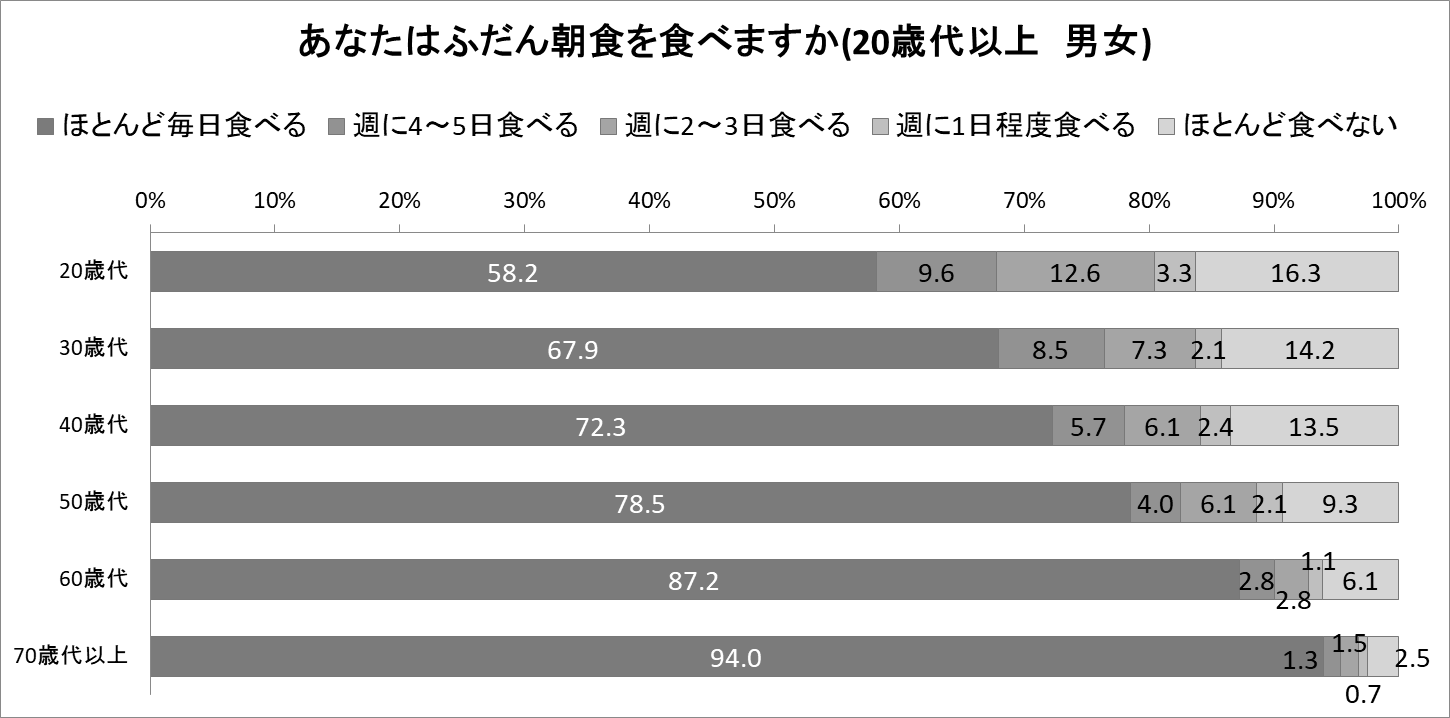 あなたはふだん朝食を食べますか(20歳代以上　男女)
ほとんど毎日食べる 週に4～5日食べる 週に2～3日食べる 週に1日程度食べる ほとんど食べない
0% 10% 20% 30% 40% 50% 60% 70% 80% 90% 100%
20歳代 58.2 9.6 12.6 3.3 16.3
30歳代 67.9 8.5 7.3 2.1 14.2
40歳代 72.3 5.7 6.1 2.4 13.5
50歳代 78.5 4.0 6.1 2.1 9.3
60歳代 87.2 2.8 2.8 1.1 6.1
70歳代以上 94.0 1.3 1.5 0.7 2.5